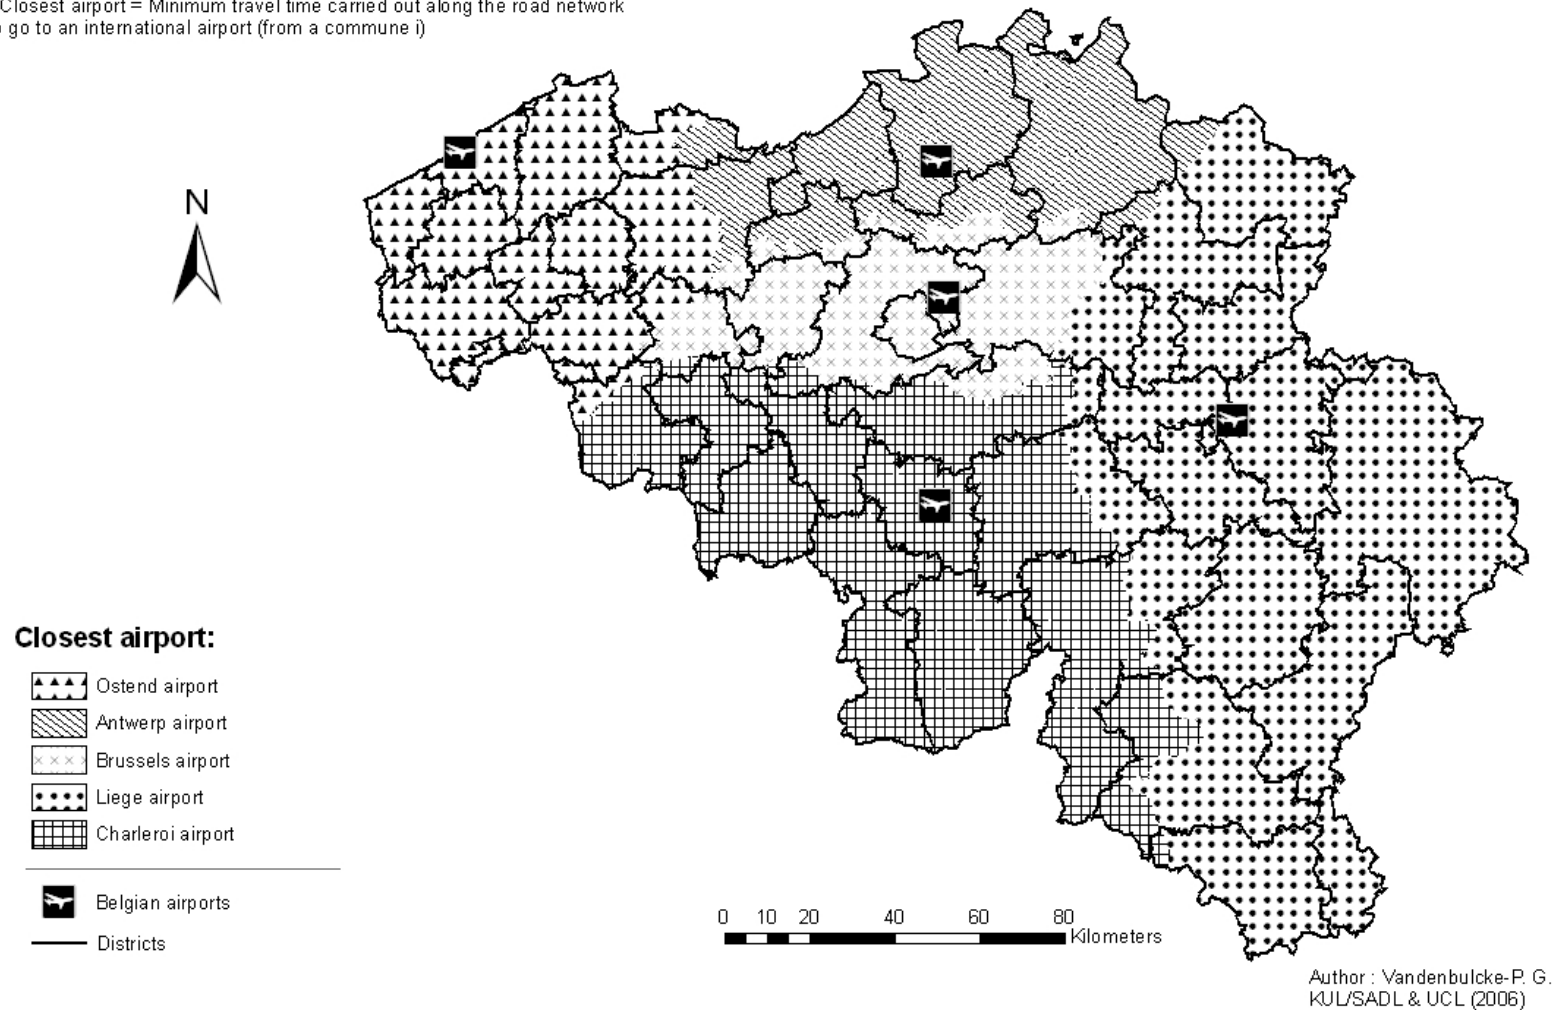 Closest airport = Minimum travel time carried out along the road network
go to an international airport (from a commune i)
N
Closest airport:
Ostend airport
Antwerp airport
Brussels airport
Liege airport
Charleroi airport
Belgian airports
Districts
0 10 20 40 60 80
Kilometers
Author : Vandenbulcke-P. G.
KUL/SADL & UCL (2006)